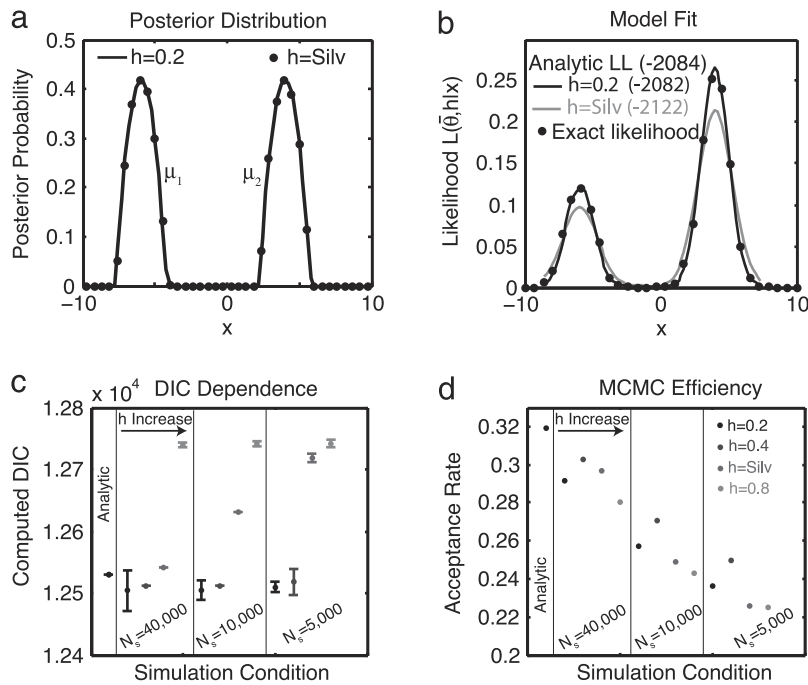 a
Posterior Distribution
0.5
0.4
0.3
0.2
0.1
0
h=0.2
h=Silv
μ1
μ2
Posterior Probability
−10
0
10
x
b
Model Fit
0.25
0.2
0.15
0.1
0.05
0
Analytic LL (-2084)
h=0.2 (-2082)
h=Silv (-2122)
Exact likelihood
Likelihood L(θ̄,h|x)
−10
0
10
x
c
x 10^4
DIC Dependence
1.28
1.27
1.26
1.25
1.24
h Increase
Analytic
Ns=40,000
Ns=10,000
Ns=5,000
Computed DIC
Simulation Condition
d
MCMC Efficiency
0.32
0.3
0.28
0.26
0.24
0.22
0.2
h Increase
h=0.2
h=0.4
h=Silv
h=0.8
Analytic
Ns=40,000
Ns=10,000
Ns=5,000
Acceptance Rate
Simulation Condition